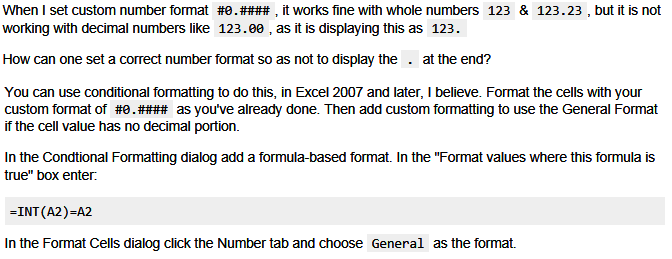 When I set custom number format #0.#### , it works fine with whole numbers 123 & 123.23 , but it is not
working with decimal numbers like 123.00 , as it is displaying this as 123.
How can one set a correct number format so as not to display the . at the end?
You can use conditional formatting to do this, in Excel 2007 and later, I believe. Format the cells with your
custom format of #0.#### as you've already done. Then add custom formatting to use the General Format
if the cell value has no decimal portion.
In the Condtional Formatting dialog add a formula-based format. In the "Format values where this formula is
true" box enter:
=INT(A2)=A2
In the Format Cells dialog click the Number tab and choose General as the format.